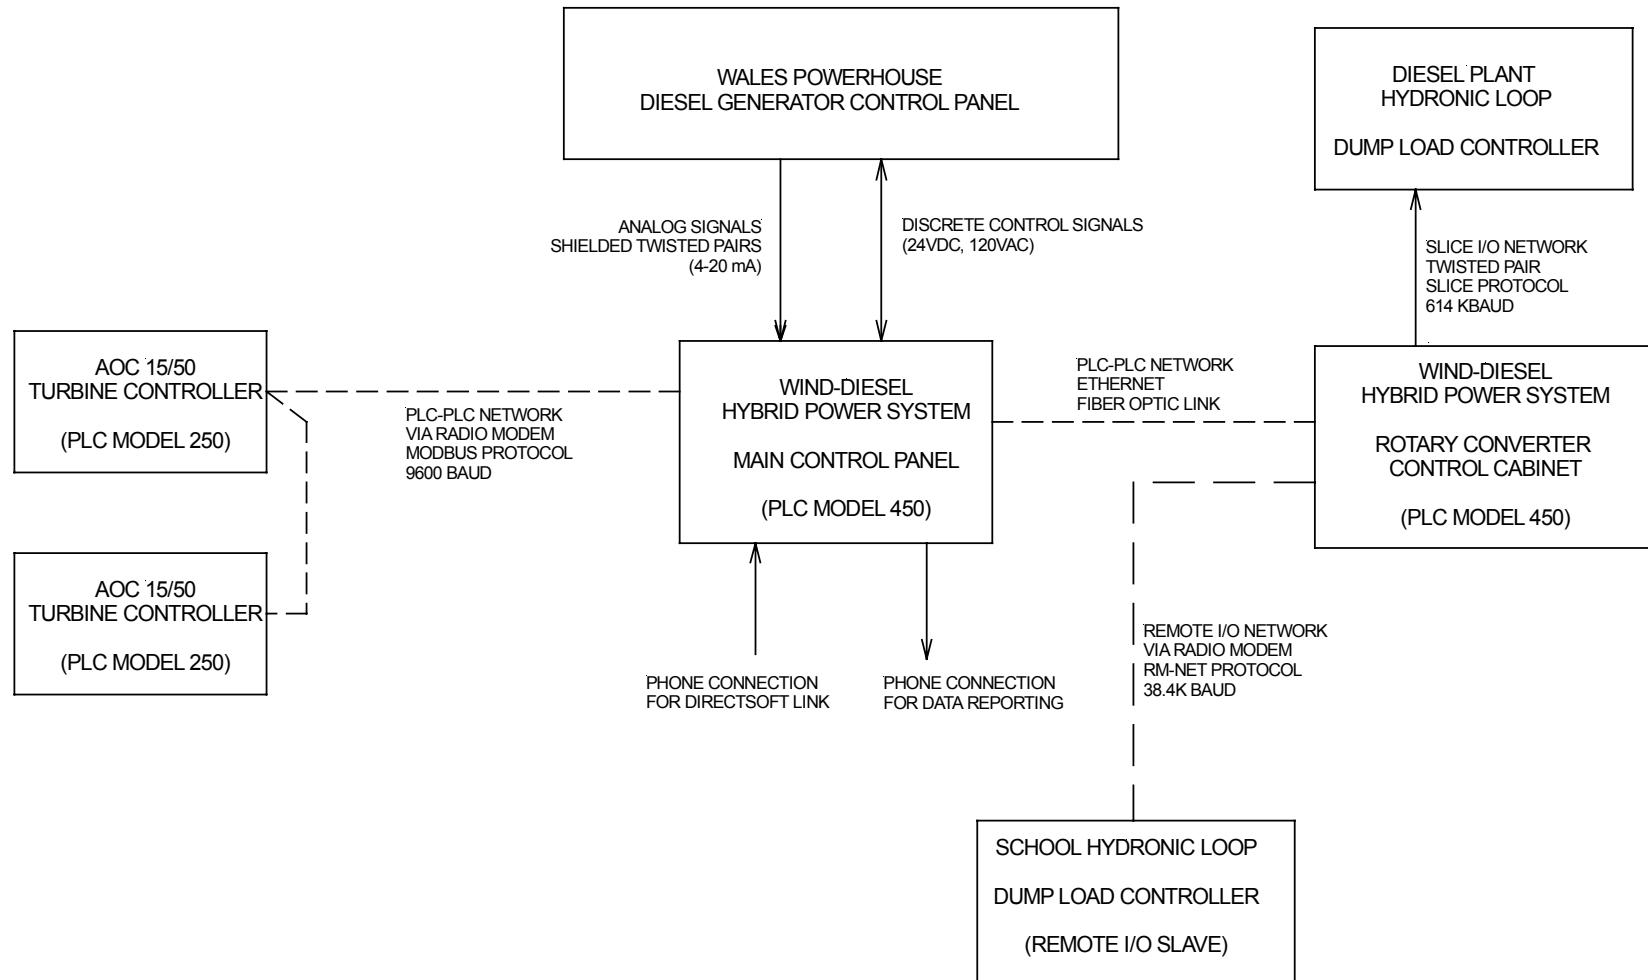 WALES POWERHOUSE
DIESEL GENERATOR CONTROL PANEL
DIESEL PLANT
HYDRONIC LOOP
DUMP LOAD CONTROLLER
ANALOG SIGNALS
SHIELDED TWISTED PAIRS
(4-20 mA)
DISCRETE CONTROL SIGNALS
(24VDC, 120VAC)
SLICE I/O NETWORK
TWISTED PAIR
SLICE PROTOCOL
614 KBAUD
AOC 15/50
TURBINE CONTROLLER
(PLC MODEL 250)
PLC-PLC NETWORK
VIA RADIO MODEM
MODBUS PROTOCOL
9600 BAUD
WIND-DIESEL
HYBRID POWER SYSTEM
MAIN CONTROL PANEL
(PLC MODEL 450)
PLC-PLC NETWORK
ETHERNET
FIBER OPTIC LINK
WIND-DIESEL
HYBRID POWER SYSTEM
ROTARY CONVERTER
CONTROL CABINET
(PLC MODEL 450)
AOC 15/50
TURBINE CONTROLLER
(PLC MODEL 250)
PHONE CONNECTION
FOR DIRECTSOFT LINK
PHONE CONNECTION
FOR DATA REPORTING
REMOTE I/O NETWORK
VIA RADIO MODEM
RM-NET PROTOCOL
38.4K BAUD
SCHOOL HYDRONIC LOOP
DUMP LOAD CONTROLLER
(REMOTE I/O SLAVE)